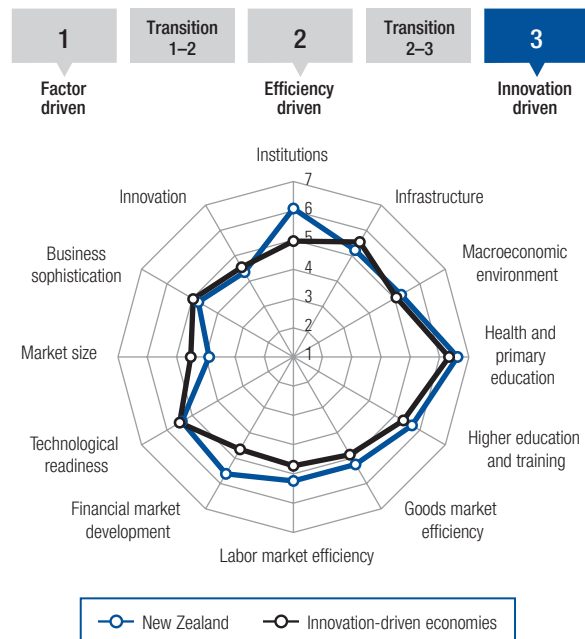 1
Transition
1–2
2
Transition
2–3
3
Factor
driven
Efficiency
driven
Innovation
driven
Institutions
7
Innovation
Infrastructure
6
5
Business
sophistication
Macroeconomic
environment
4
3
2
Market size
1
Health and
primary
education
Technological
readiness
Higher education
and training
Financial market
development
Goods market
efficiency
Labor market efficiency
New Zealand
Innovation-driven economies